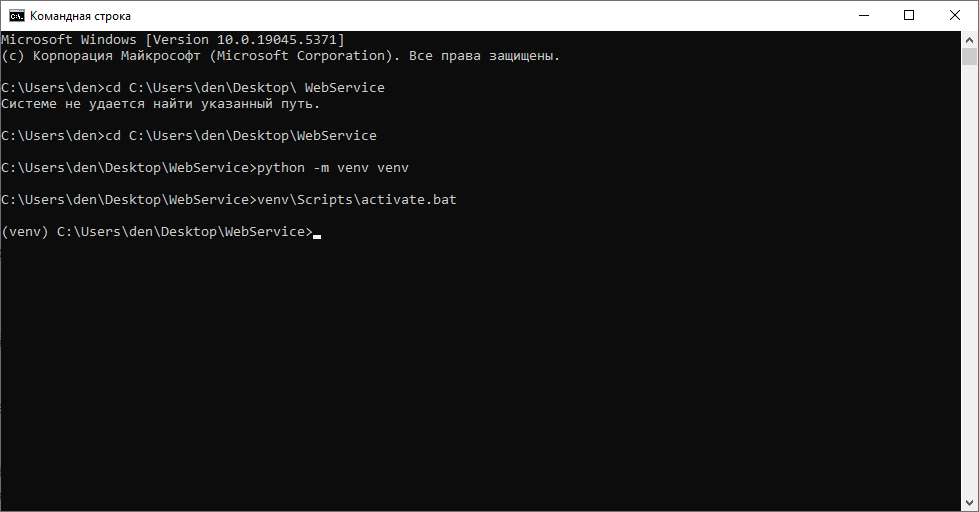 Командная строка
Microsoft Windows [Version 10.0.19045.5371]
(c) Корпорация Майкрософт (Microsoft Corporation). Все права защищены.
C:\Users\den>cd C:\Users\den\Desktop\ WebService
Системе не удается найти указанный путь.
C:\Users\den>cd C:\Users\den\Desktop\WebService
C:\Users\den\Desktop\WebService>python -m venv venv
C:\Users\den\Desktop\WebService>venv\Scripts\activate.bat
(venv) C:\Users\den\Desktop\WebService>